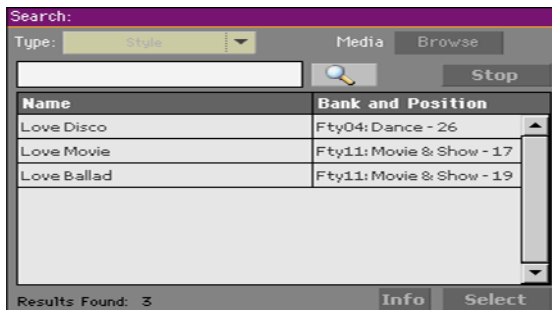 Search:
Type: Style Media Browse
Stop
Name Bank and Position
Love Disco Fty04: Dance - 26
Love Movie Fty11: Movie & Show - 17
Love Ballad Fty11: Movie & Show - 19
Results Found: 3 Info Select